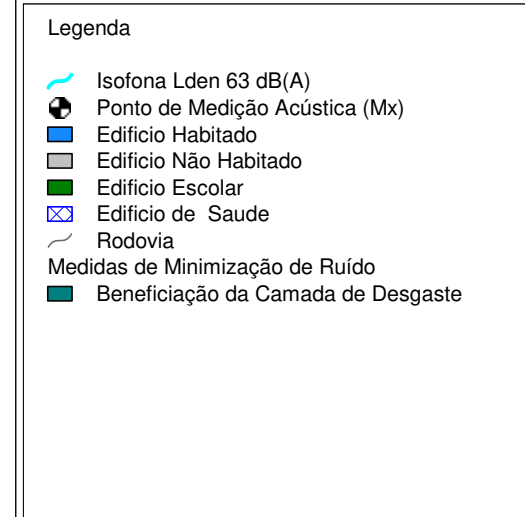 Legenda
Isofona Lden 63 dB(A)
Ponto de Medição Acústica (Mx)
Edificio Habitado
Edificio Não Habitado
Edificio Escolar
Edificio de Saude
Rodovia
Medidas de Minimização de Ruído
Beneficiação da Camada de Desgaste